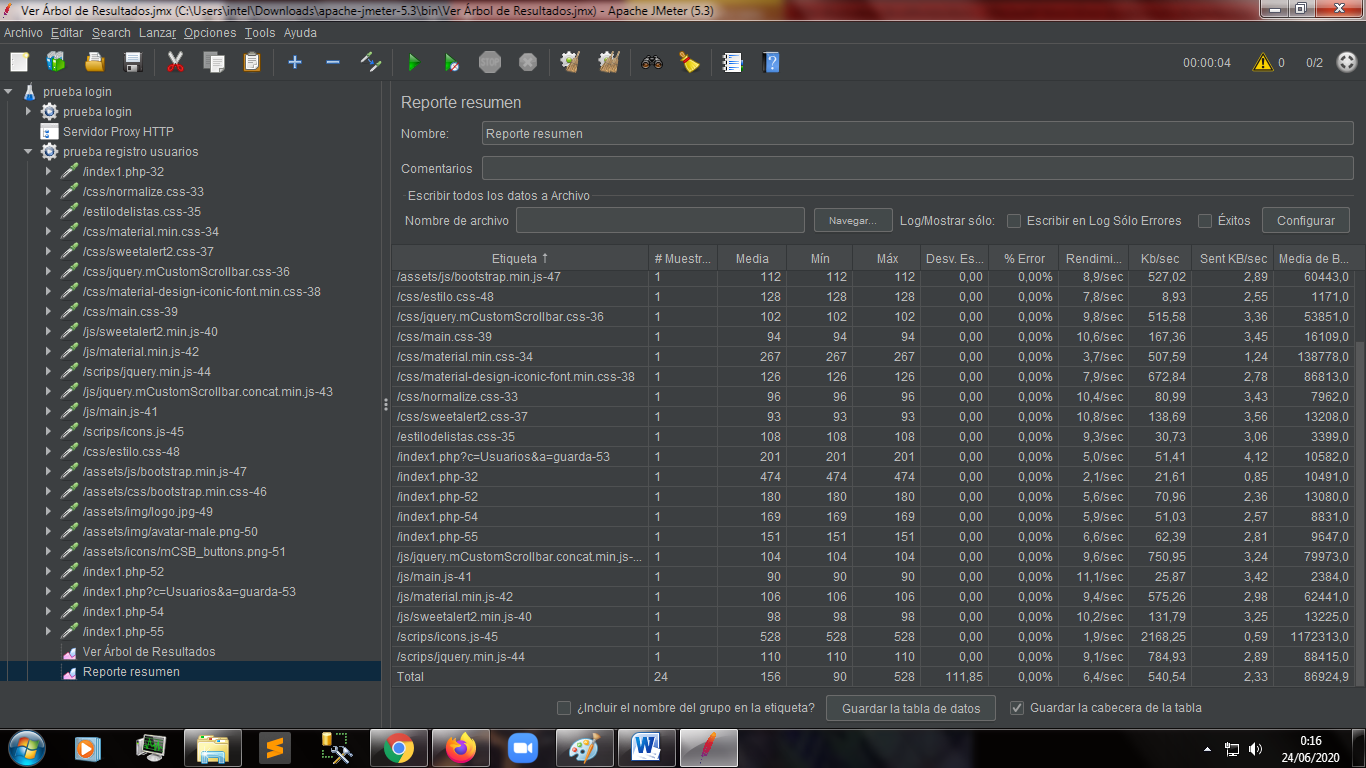 Ver Árbol de Resultados.jmx (C:\Users\intel\Downloads\apache-jmeter-5.3\bin\Ver Árbol de Resultados.jmx) - Apache JMeter (5.3)
Archivo Editar Search Lanzar Opciones Tools Ayuda
00:00:04 0 0/2
prueba login
prueba login
Servidor Proxy HTTP
prueba registro usuarios
/index1.php-32
/css/normalize.css-33
/estilodelistas.css-35
/css/material.min.css-34
/css/sweetalert2.css-37
/css/jquery.mCustomScrollbar.css-36
/css/material-design-iconic-font.min.css-38
/css/main.css-39
/js/sweetalert2.min.js-40
/js/material.min.js-42
/scrips/jquery.min.js-44
/js/jquery.mCustomScrollbar.concat.min.js-43
/js/main.js-41
/scrips/icons.js-45
/css/estilo.css-48
/assets/js/bootstrap.min.js-47
/assets/css/bootstrap.min.css-46
/assets/img/logo.jpg-49
/assets/img/avatar-male.png-50
/assets/icons/mCSB_buttons.png-51
/index1.php-52
/index1.php?c=Usuarios&a=guarda-53
/index1.php-54
/index1.php-55
Ver Árbol de Resultados
Reporte resumen
Reporte resumen
Nombre: Reporte resumen
Comentarios
Escribir todos los datos a Archivo
Nombre de archivo Navegar... Log/Mostrar sólo: Escribir en Log Sólo Errores Éxitos Configurar
Etiqueta ↑ # Muestr... Media Mín Máx Desv. Es... % Error Rendimi... Kb/sec Sent KB/sec Media de B...
/assets/js/bootstrap.min.js-47 1 112 112 112 0,00 0,00% 8,9/sec 527,02 2,89 60443,0
/css/estilo.css-48 1 128 128 128 0,00 0,00% 7,8/sec 8,93 2,55 1171,0
/css/jquery.mCustomScrollbar.css-36 1 102 102 102 0,00 0,00% 9,8/sec 515,58 3,36 53851,0
/css/main.css-39 1 94 94 94 0,00 0,00% 10,6/sec 167,36 3,45 16109,0
/css/material.min.css-34 1 267 267 267 0,00 0,00% 3,7/sec 507,59 1,24 138778,0
/css/material-design-iconic-font.min.css-38 1 126 126 126 0,00 0,00% 7,9/sec 672,84 2,78 86813,0
/css/normalize.css-33 1 96 96 96 0,00 0,00% 10,4/sec 80,99 3,43 7962,0
/css/sweetalert2.css-37 1 93 93 93 0,00 0,00% 10,8/sec 138,69 3,56 13208,0
/estilodelistas.css-35 1 108 108 108 0,00 0,00% 9,3/sec 30,73 3,06 3399,0
/index1.php?c=Usuarios&a=guarda-53 1 201 201 201 0,00 0,00% 5,0/sec 51,41 4,12 10582,0
/index1.php-32 1 474 474 474 0,00 0,00% 2,1/sec 21,61 0,85 10491,0
/index1.php-52 1 180 180 180 0,00 0,00% 5,6/sec 70,96 2,36 13080,0
/index1.php-54 1 169 169 169 0,00 0,00% 5,9/sec 51,03 2,57 8831,0
/index1.php-55 1 151 151 151 0,00 0,00% 6,6/sec 62,39 2,81 9647,0
/js/jquery.mCustomScrollbar.concat.min.js-... 1 104 104 104 0,00 0,00% 9,6/sec 750,95 3,24 79973,0
/js/main.js-41 1 90 90 90 0,00 0,00% 11,1/sec 25,87 3,42 2384,0
/js/material.min.js-42 1 106 106 106 0,00 0,00% 9,4/sec 575,26 2,98 62441,0
/js/sweetalert2.min.js-40 1 98 98 98 0,00 0,00% 10,2/sec 131,79 3,25 13225,0
/scrips/icons.js-45 1 528 528 528 0,00 0,00% 1,9/sec 2168,25 0,59 1172313,0
/scrips/jquery.min.js-44 1 110 110 110 0,00 0,00% 9,1/sec 784,93 2,89 88415,0
Total 24 156 90 528 111,85 0,00% 6,4/sec 540,54 2,33 86924,9
¿Incluir el nombre del grupo en la etiqueta? Guardar la tabla de datos Guardar la cabecera de la tabla
0:16
24/06/2020